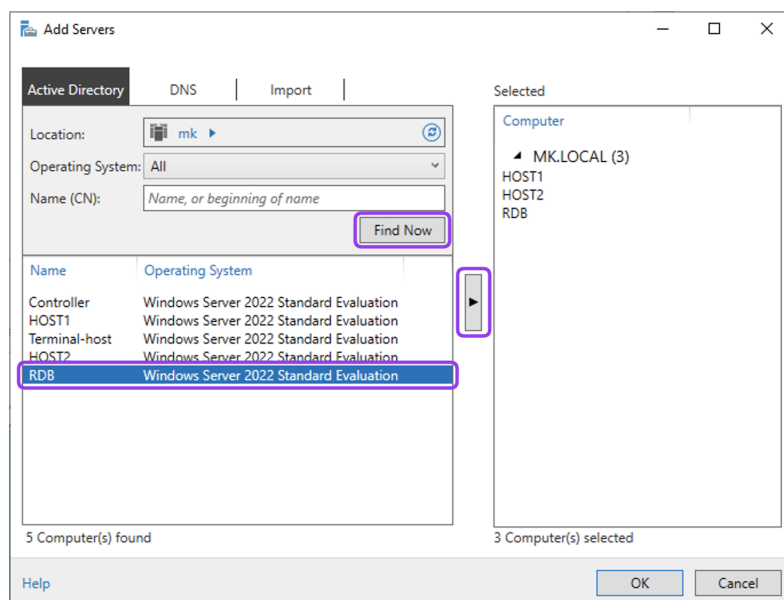 Add Servers
Active Directory
DNS
Import
Location:
mk
Operating System:
All
Name (CN):
Name, or beginning of name
Find Now
Name Operating System
Controller Windows Server 2022 Standard Evaluation
HOST1 Windows Server 2022 Standard Evaluation
Terminal-host Windows Server 2022 Standard Evaluation
HOST2 Windows Server 2022 Standard Evaluation
RDB Windows Server 2022 Standard Evaluation
5 Computer(s) found
Selected
Computer
MK.LOCAL (3)
HOST1
HOST2
RDB
3 Computer(s) selected
Help
OK
Cancel